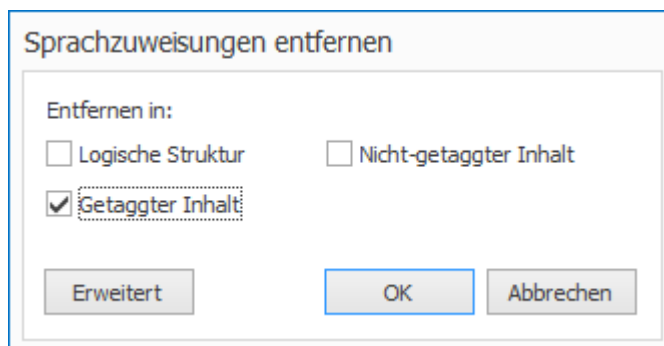 Sprachzuweisungen entfernen
Entfernen in:
Logische Struktur Nicht-getaggter Inhalt
Getaggter Inhalt
Erweitert OK Abbrechen